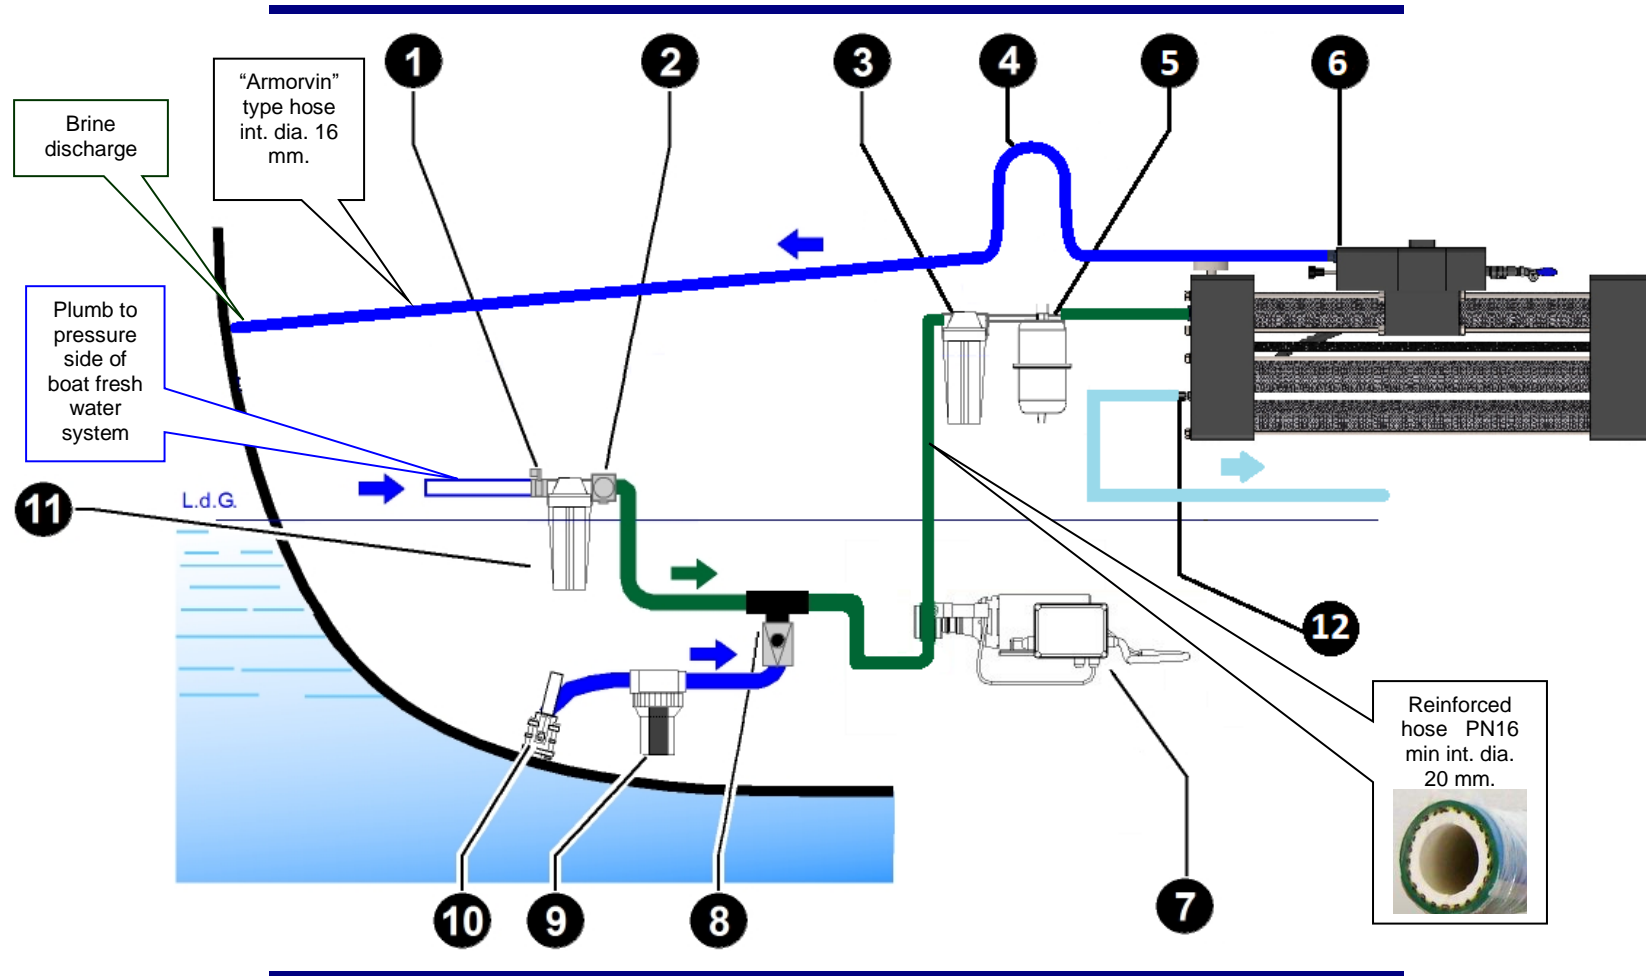 1
2
3
4
5
6
"Armorvin"
type hose
int. dia. 16
mm.
Brine
discharge
Plumb to
pressure
side of
boat fresh
water
system
L.d.G.
11
12
Reinforced
hose PN16
min int. dia.
20 mm.
10
9
8
7